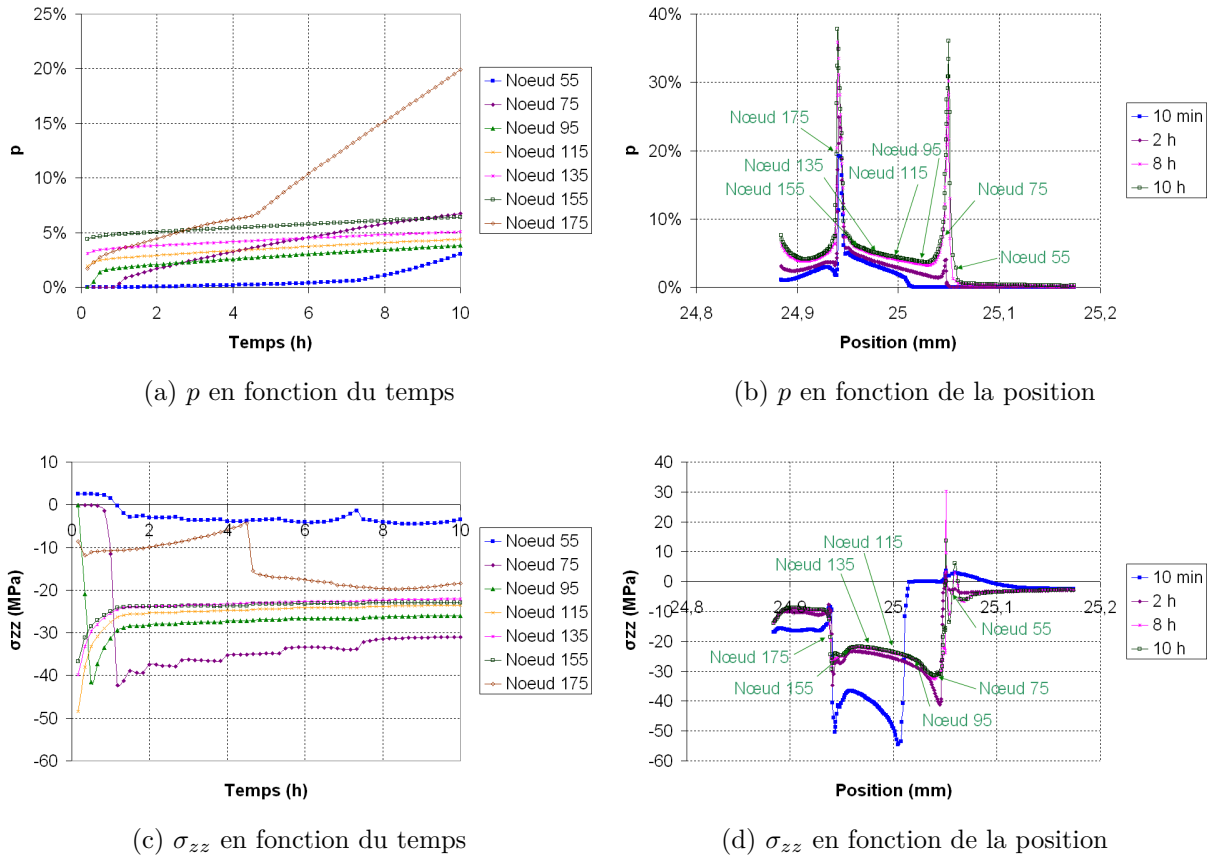 25%
20%
15%
10%
5%
0%
p
0
2
4
6
8
10
Temps (h)
Noeud 55
Noeud 75
Noeud 95
Noeud 115
Noeud 135
Noeud 155
Noeud 175
(a) p en fonction du temps
40%
30%
20%
10%
0%
p
24,8
24,9
25
25,1
25,2
Position (mm)
Nœud 175
Nœud 135
Nœud 155
Nœud 95
Nœud 115
Nœud 75
Nœud 55
10 min
2 h
8 h
10 h
(b) p en fonction de la position
10
0
-10
-20
-30
-40
-50
-60
σzz (MPa)
0
2
4
6
8
10
Temps (h)
Noeud 55
Noeud 75
Noeud 95
Noeud 115
Noeud 135
Noeud 155
Noeud 175
(c) σzz en fonction du temps
40
30
20
10
0
-10
-20
-30
-40
-50
-60
σzz (MPa)
24,8
24,9
25
25,1
25,2
Position (mm)
Nœud 115
Nœud 135
Nœud 55
Nœud 175
Nœud 155
Nœud 75
Nœud 95
10 min
2 h
8 h
10 h
(d) σzz en fonction de la position